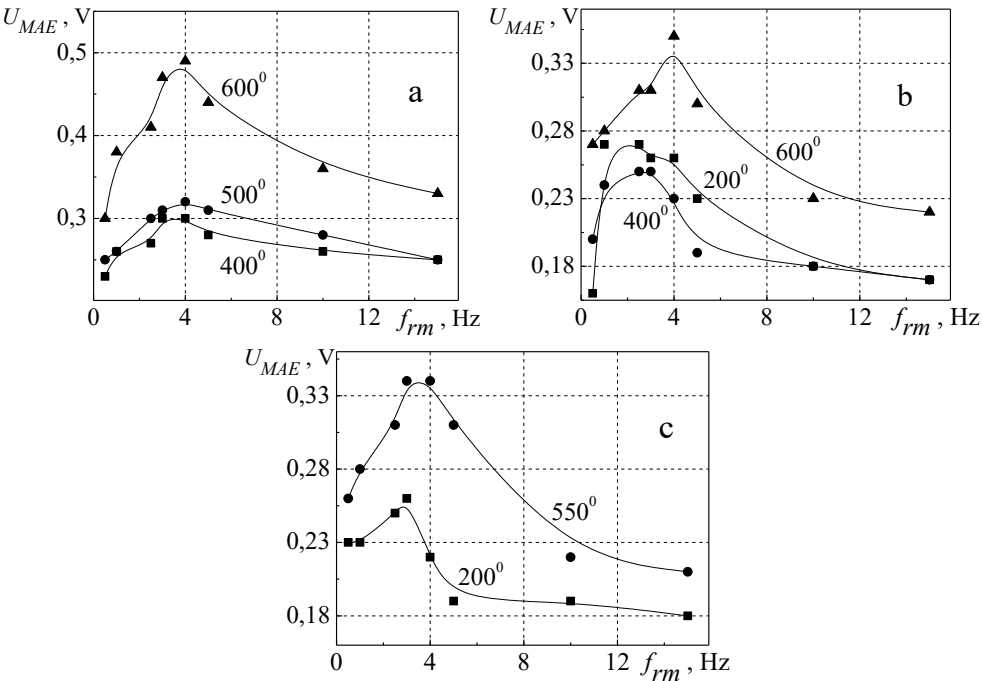 U_MAE , V
0,5
0,4
0,3
600⁰
500⁰
400⁰
a
0 4 8 12 f_rm , Hz
U_MAE , V
0,33
0,28
0,23
0,18
600⁰
200⁰
400⁰
b
0 4 8 12 f_rm , Hz
U_MAE , V
0,33
0,28
0,23
0,18
550⁰
200⁰
c
0 4 8 12 f_rm , Hz